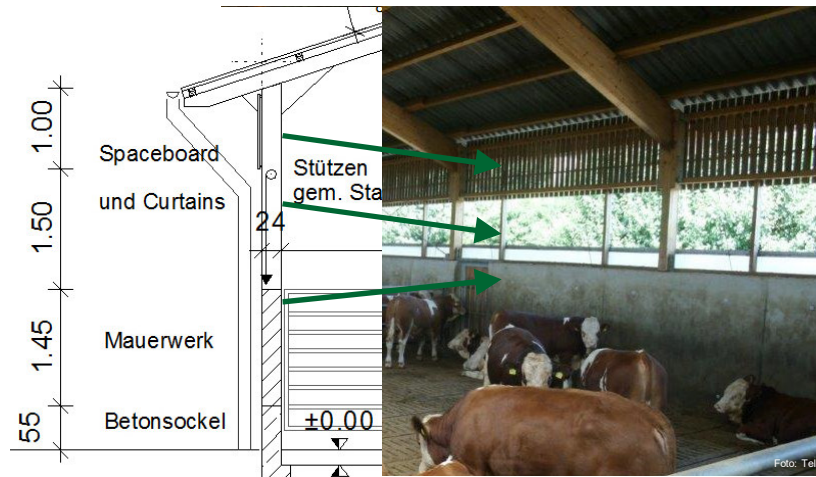 1.00
Spaceboard
und Curtains
Stützen
gem. Sta
24
1.50
1.45
Mauerwerk
55
Betonsockel
±0.00
Foto: Tel